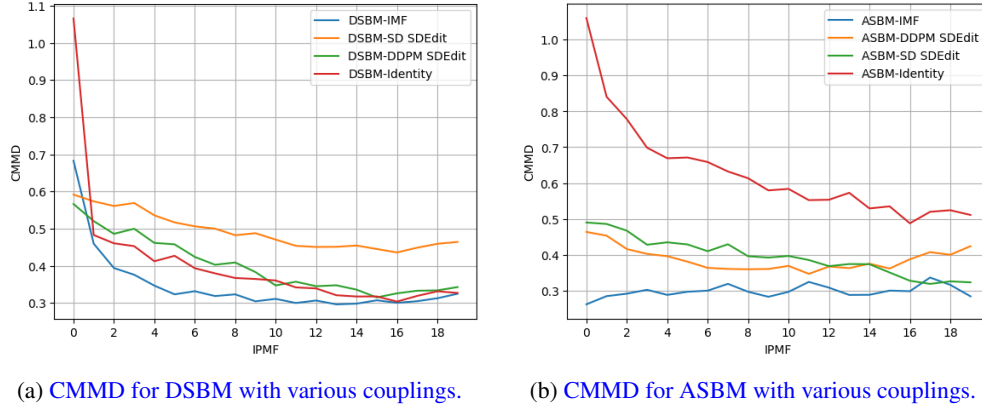 1.1
1.0
0.9
0.8
0.7
0.6
0.5
0.4
0.3
CMMD
0 2 4 6 8 10 12 14 16 18
IPMF
DSBM-IMF
DSBM-SD SDEdit
DSBM-DDPM SDEdit
DSBM-Identity
(a) CMMD for DSBM with various couplings.
1.0
0.9
0.8
0.7
0.6
0.5
0.4
0.3
CMMD
0 2 4 6 8 10 12 14 16 18
IPMF
ASBM-IMF
ASBM-DDPM SDEdit
ASBM-SD SDEdit
ASBM-Identity
(b) CMMD for ASBM with various couplings.